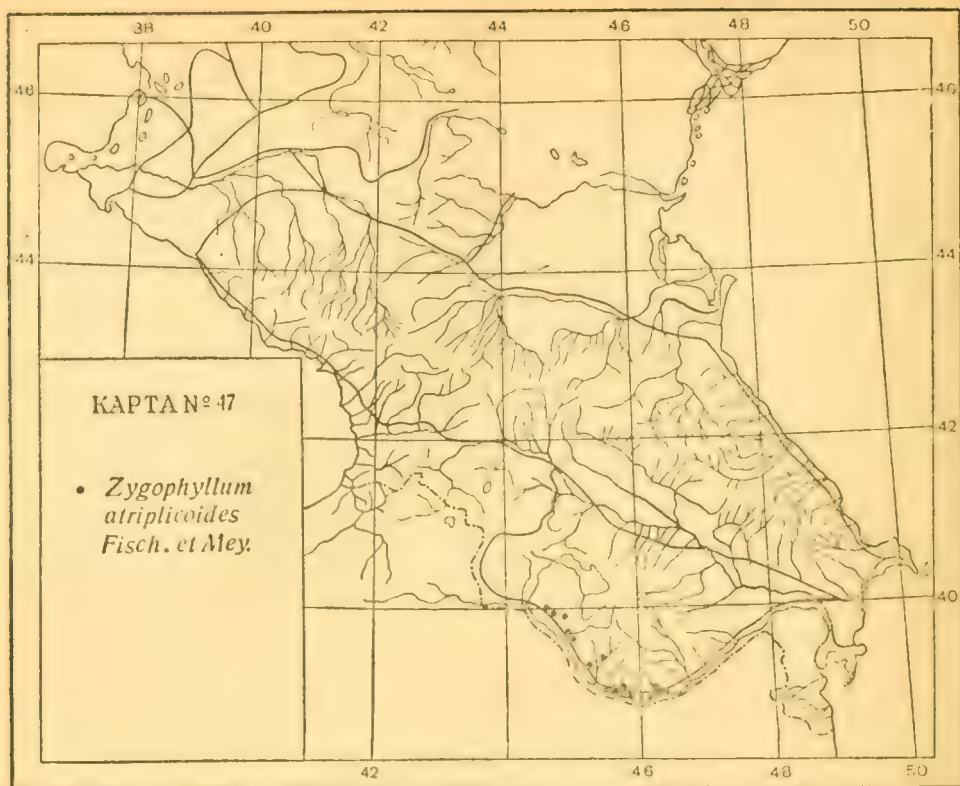 38 40 42 44 46 48 50
46 46
44 44
КАРТА № 47
42
• Zygophyllum
atriplicoides
Fisch. et Mey.
40
42 44 46 48 50